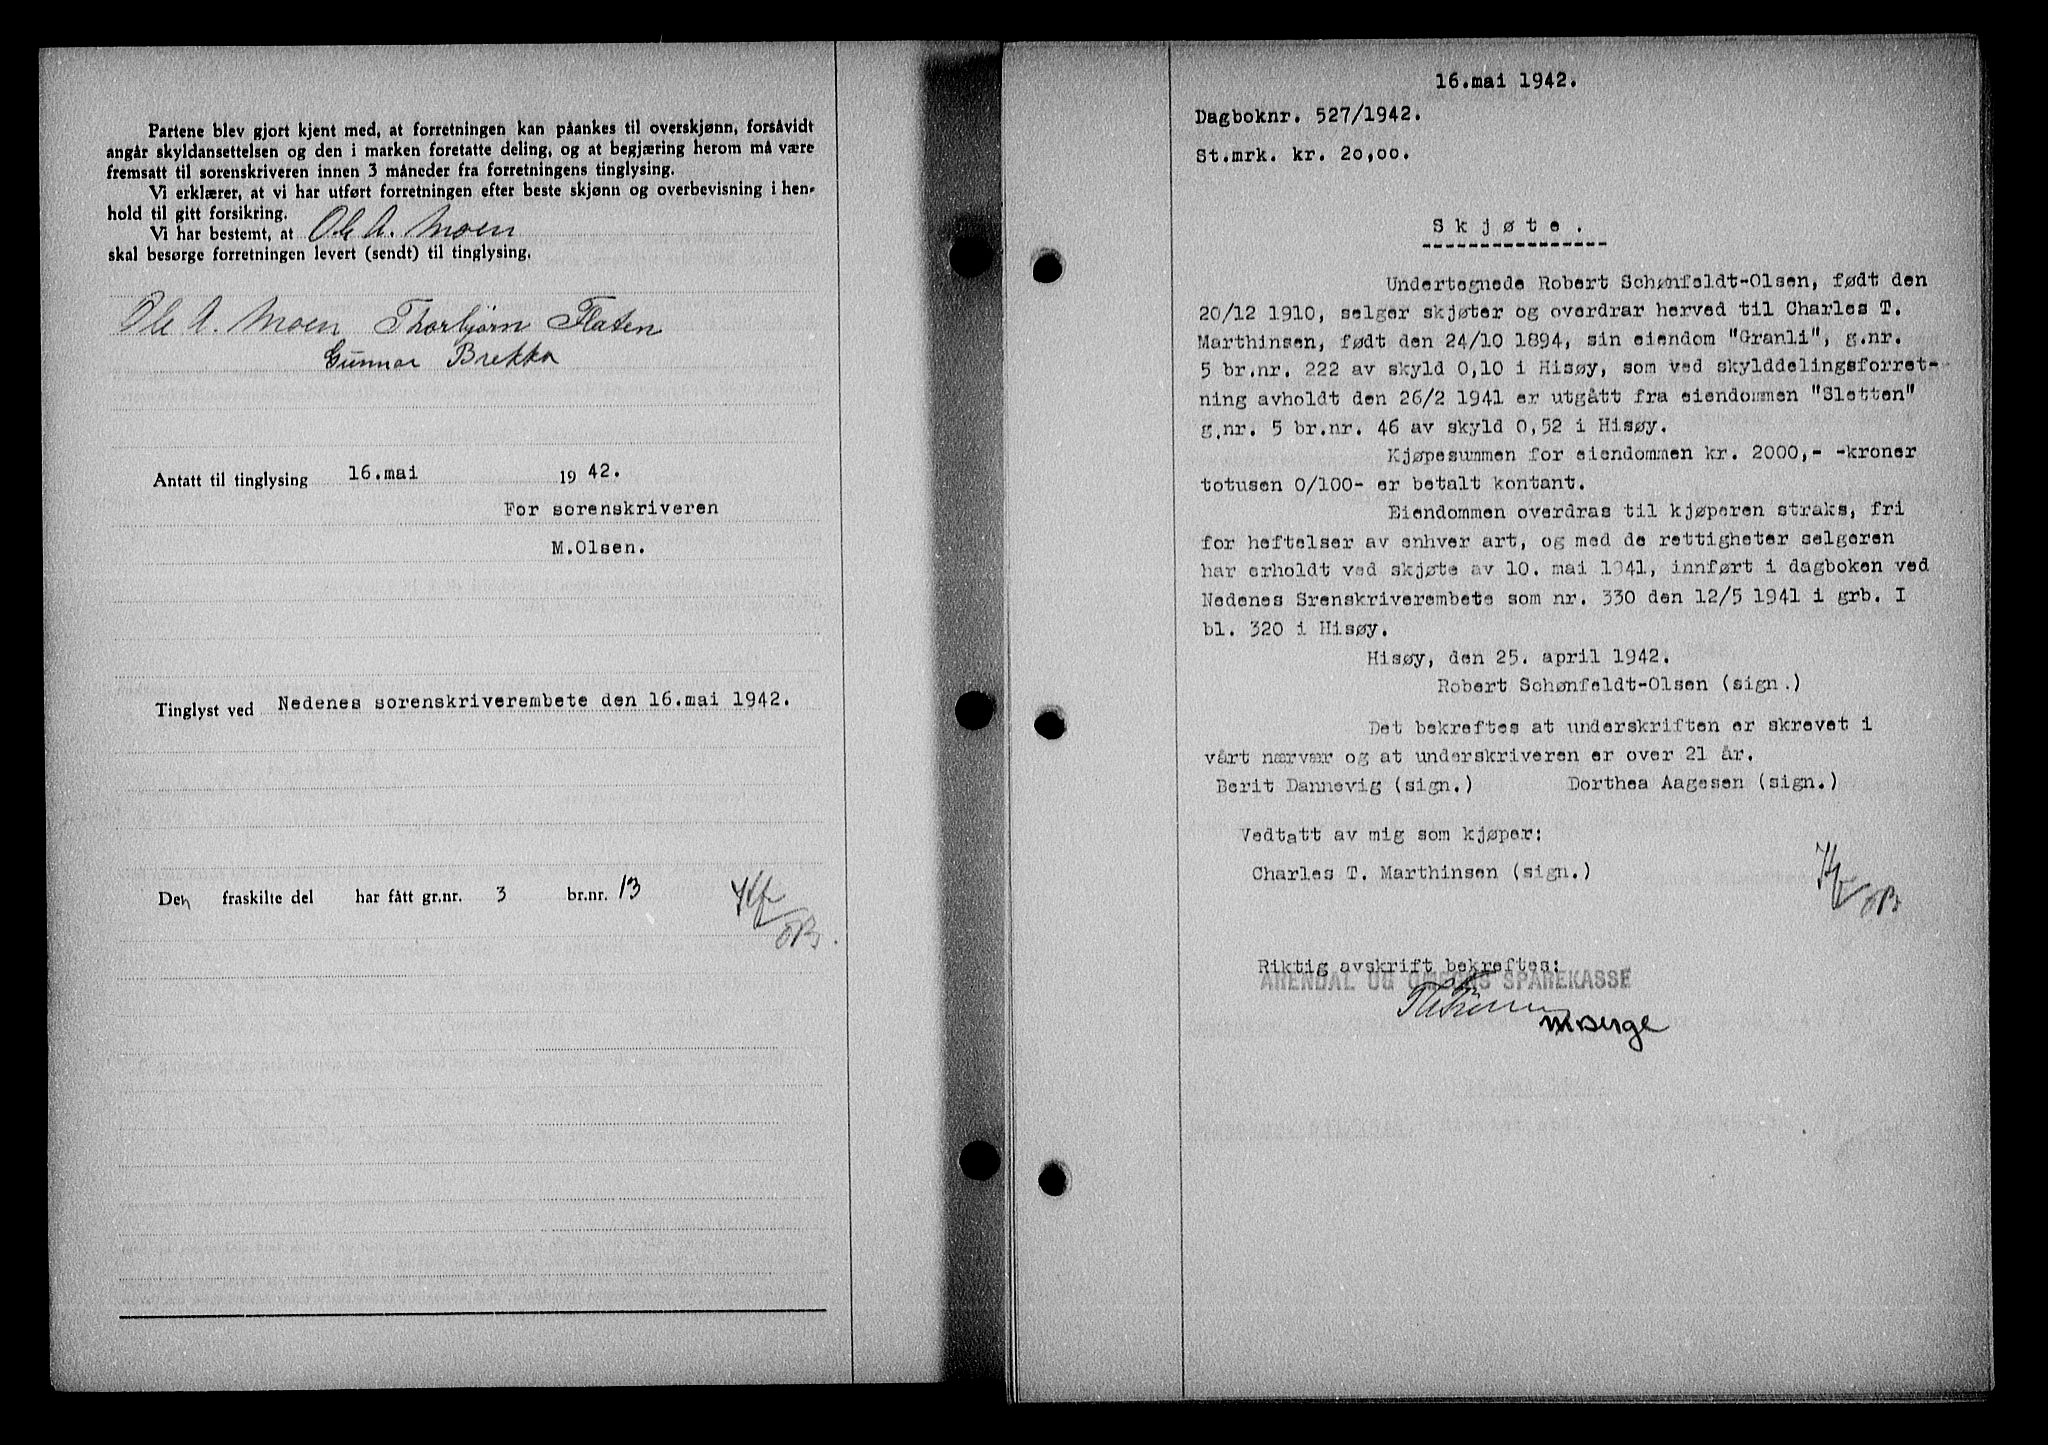 Partene blev gjort kjent med, at forretningen kan påankes til overskjønn, forsåvidt
angår skyldansettelsen og den i marken foretatte deling, og at begjæring herom må være
fremsatt til sorenskriveren innen 3 måneder fra forretningens tinglysing.
Vi erklærer, at vi har utført forretningen efter beste skjønn og overbevisning i hen-
hold til gitt forsikring.
Vi har bestemt, at Ole A. Moen
skal besørge forretningen levert (sendt) til tinglysing.
Ole A. Moen Thorbjörn Flaten
Gunnar Brekka
Antatt til tinglysing 16.mai 19 42.
For sorenskriveren
M.Olsen.
Tinglyst ved Nedenes sorenskriverembete den 16.mai 1942.
Den fraskilte del har fått gr.nr. 3 br.nr. 13
ØB.
16.mai 1942.
Dagboknr. 527/1942.
St.mrk. kr. 20,00.
Skjøte.
Undertegnede Robert Schønfeldt-Olsen, født den
20/12 1910, selger skjøter og overdrar herved til Charles T.
Marthinsen, født den 24/10 1894, sin eiendom "Granli", g.nr.
5 br.nr. 222 av skyld 0,10 i Hisøy, som ved skylddelingsforret-
ning avholdt den 26/2 1941 er utgått fra eiendommen "Sletten"
g.nr. 5 br.nr. 46 av skyld 0,52 i Hisøy.
Kjøpesummen for eiendommen kr. 2000,- -kroner
totusen 0/100- er betalt kontant.
Eiendommen overdras til kjøperen straks, fri
for heftelser av enhver art, og med de rettigheter selgeren
har erholdt ved skjøte av 10. mai 1941, innført i dagboken ved
Nedenes Srenskriverembete som nr. 330 den 12/5 1941 i grb. I
bl. 320 i Hisøy.
Hisøy, den 25. april 1942.
Robert Schønfeldt-Olsen (sign.)
Det bekreftes at underskriften er skrevet i
vårt nærvær og at underskriveren er over 21 år.
Berit Dannevig (sign.) Dorthea Aagesen (sign.)
Vedtatt av mig som kjøper:
Charles T. Marthinsen (sign.)
ØB
Riktig avskrift bekreftes:
ARENDAL OG OMEGNS SPAREKASSE